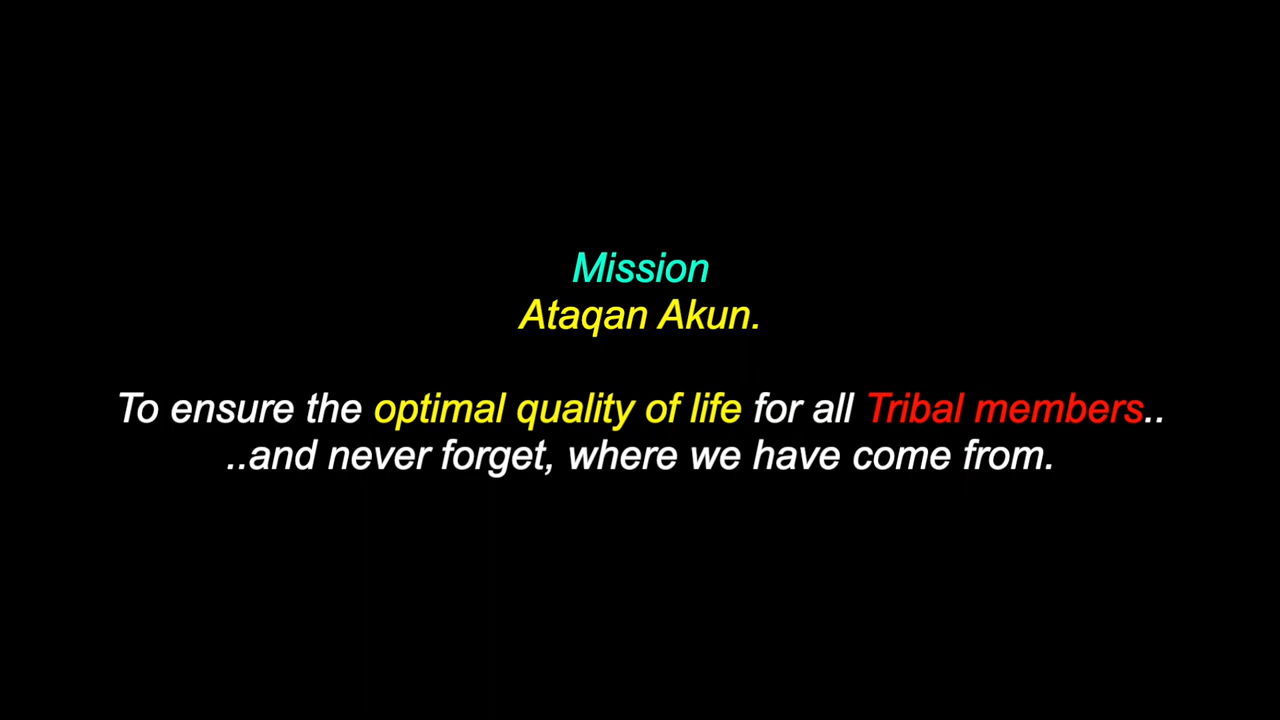 Mission
Ataqan Akun.
To ensure the optimal quality of life for all Tribal members..
..and never forget, where we have come from.